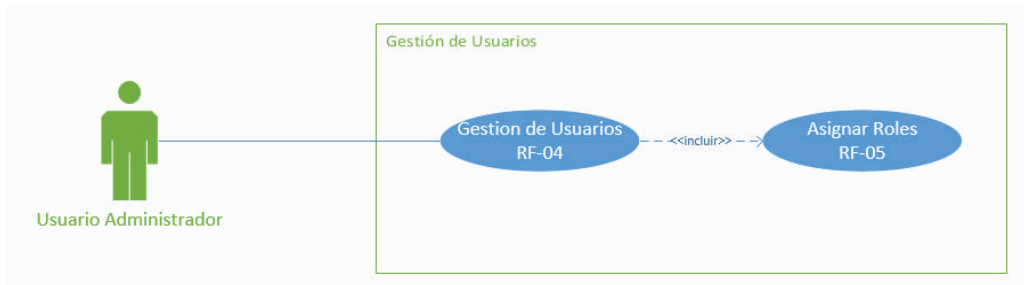 Gestión de Usuarios
Gestion de Usuarios
RF-04
<<incluir>>
Asignar Roles
RF-05
Usuario Administrador